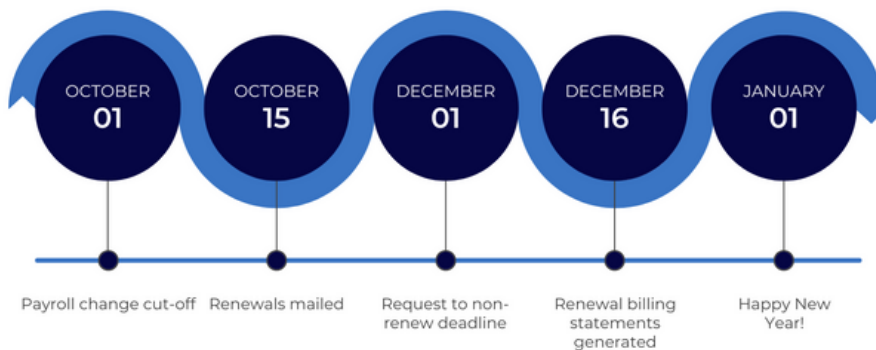 OCTOBER
01
OCTOBER
15
DECEMBER
01
DECEMBER
16
JANUARY
01
Payroll change cut-off
Renewals mailed
Request to non-
renew deadline
Renewal billing
statements
generated
Happy New
Year!